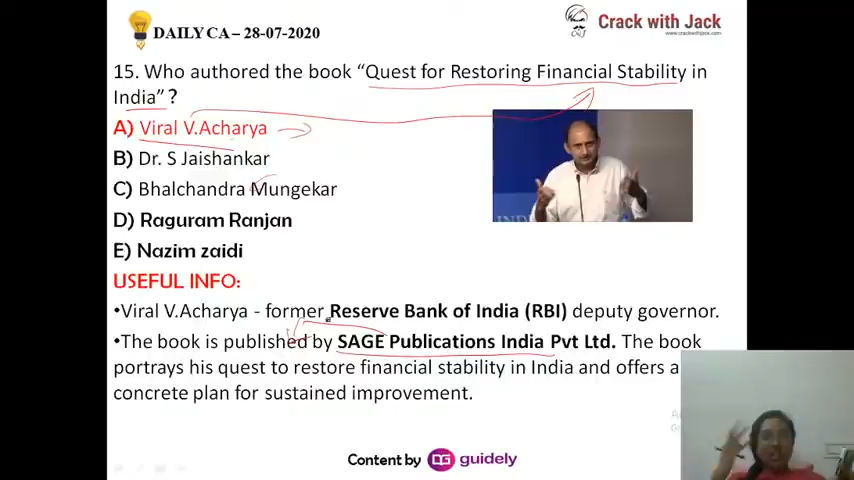 DAILY CA – 28-07-2020
Crack with Jack
www.crackwithjack.com
15. Who authored the book “Quest for Restoring Financial Stability in
India”?
A) Viral V.Acharya
B) Dr. S Jaishankar
C) Bhalchandra Mungekar
D) Raguram Ranjan
E) Nazim zaidi
USEFUL INFO:
•Viral V.Acharya - former Reserve Bank of India (RBI) deputy governor.
•The book is published by SAGE Publications India Pvt Ltd. The book
portrays his quest to restore financial stability in India and offers a
concrete plan for sustained improvement.
Content by guidely